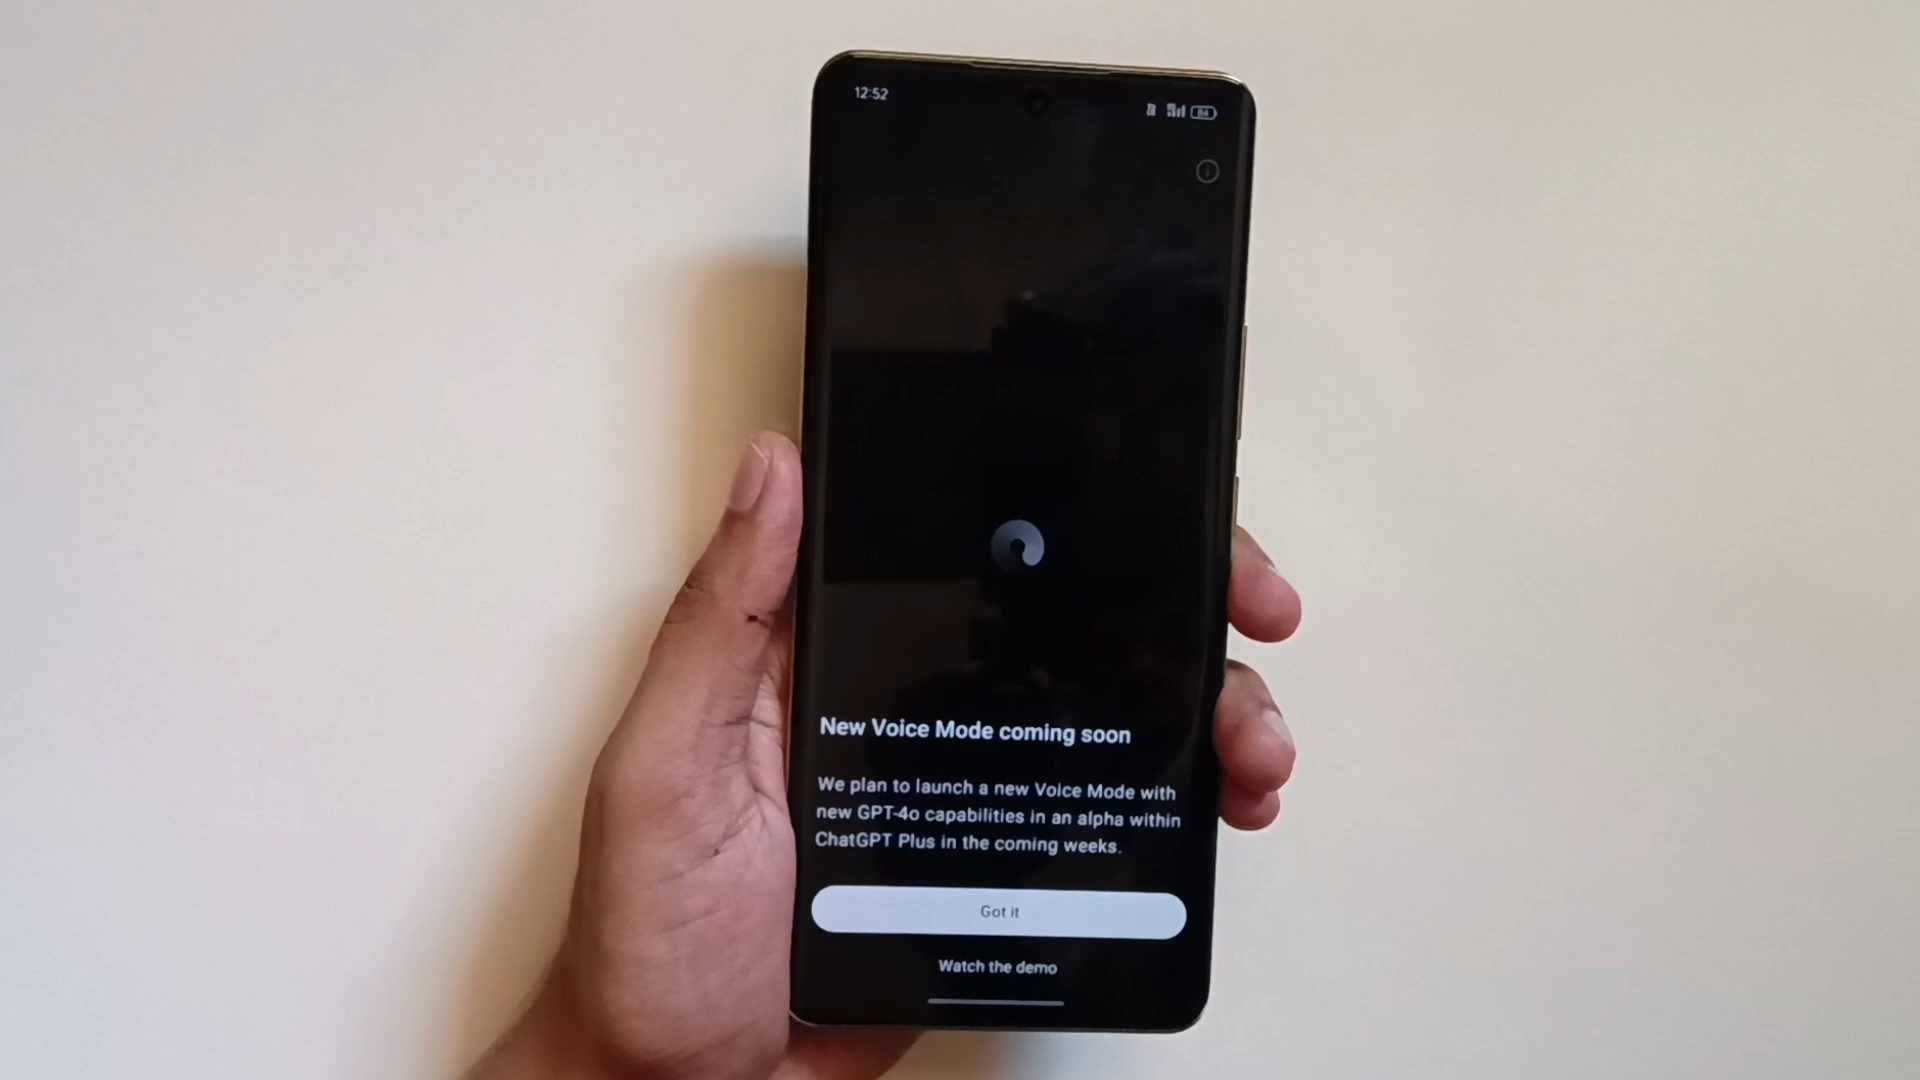 12:52
84
New Voice Mode coming soon
We plan to launch a new Voice Mode with
new GPT-4o capabilities in an alpha within
ChatGPT Plus in the coming weeks.
Got it
Watch the demo